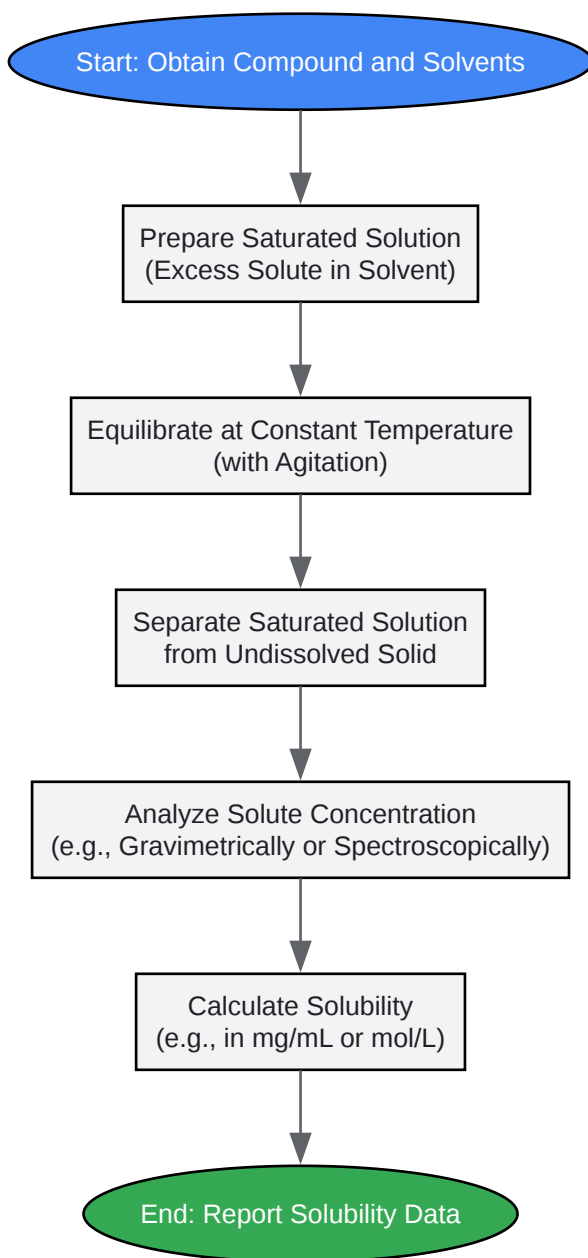 Start: Obtain Compound and Solvents
Prepare Saturated Solution
(Excess Solute in Solvent)
Equilibrate at Constant Temperature
(with Agitation)
Separate Saturated Solution
from Undissolved Solid
Analyze Solute Concentration
(e.g., Gravimetrically or Spectroscopically)
Calculate Solubility
(e.g., in mg/mL or mol/L)
End: Report Solubility Data